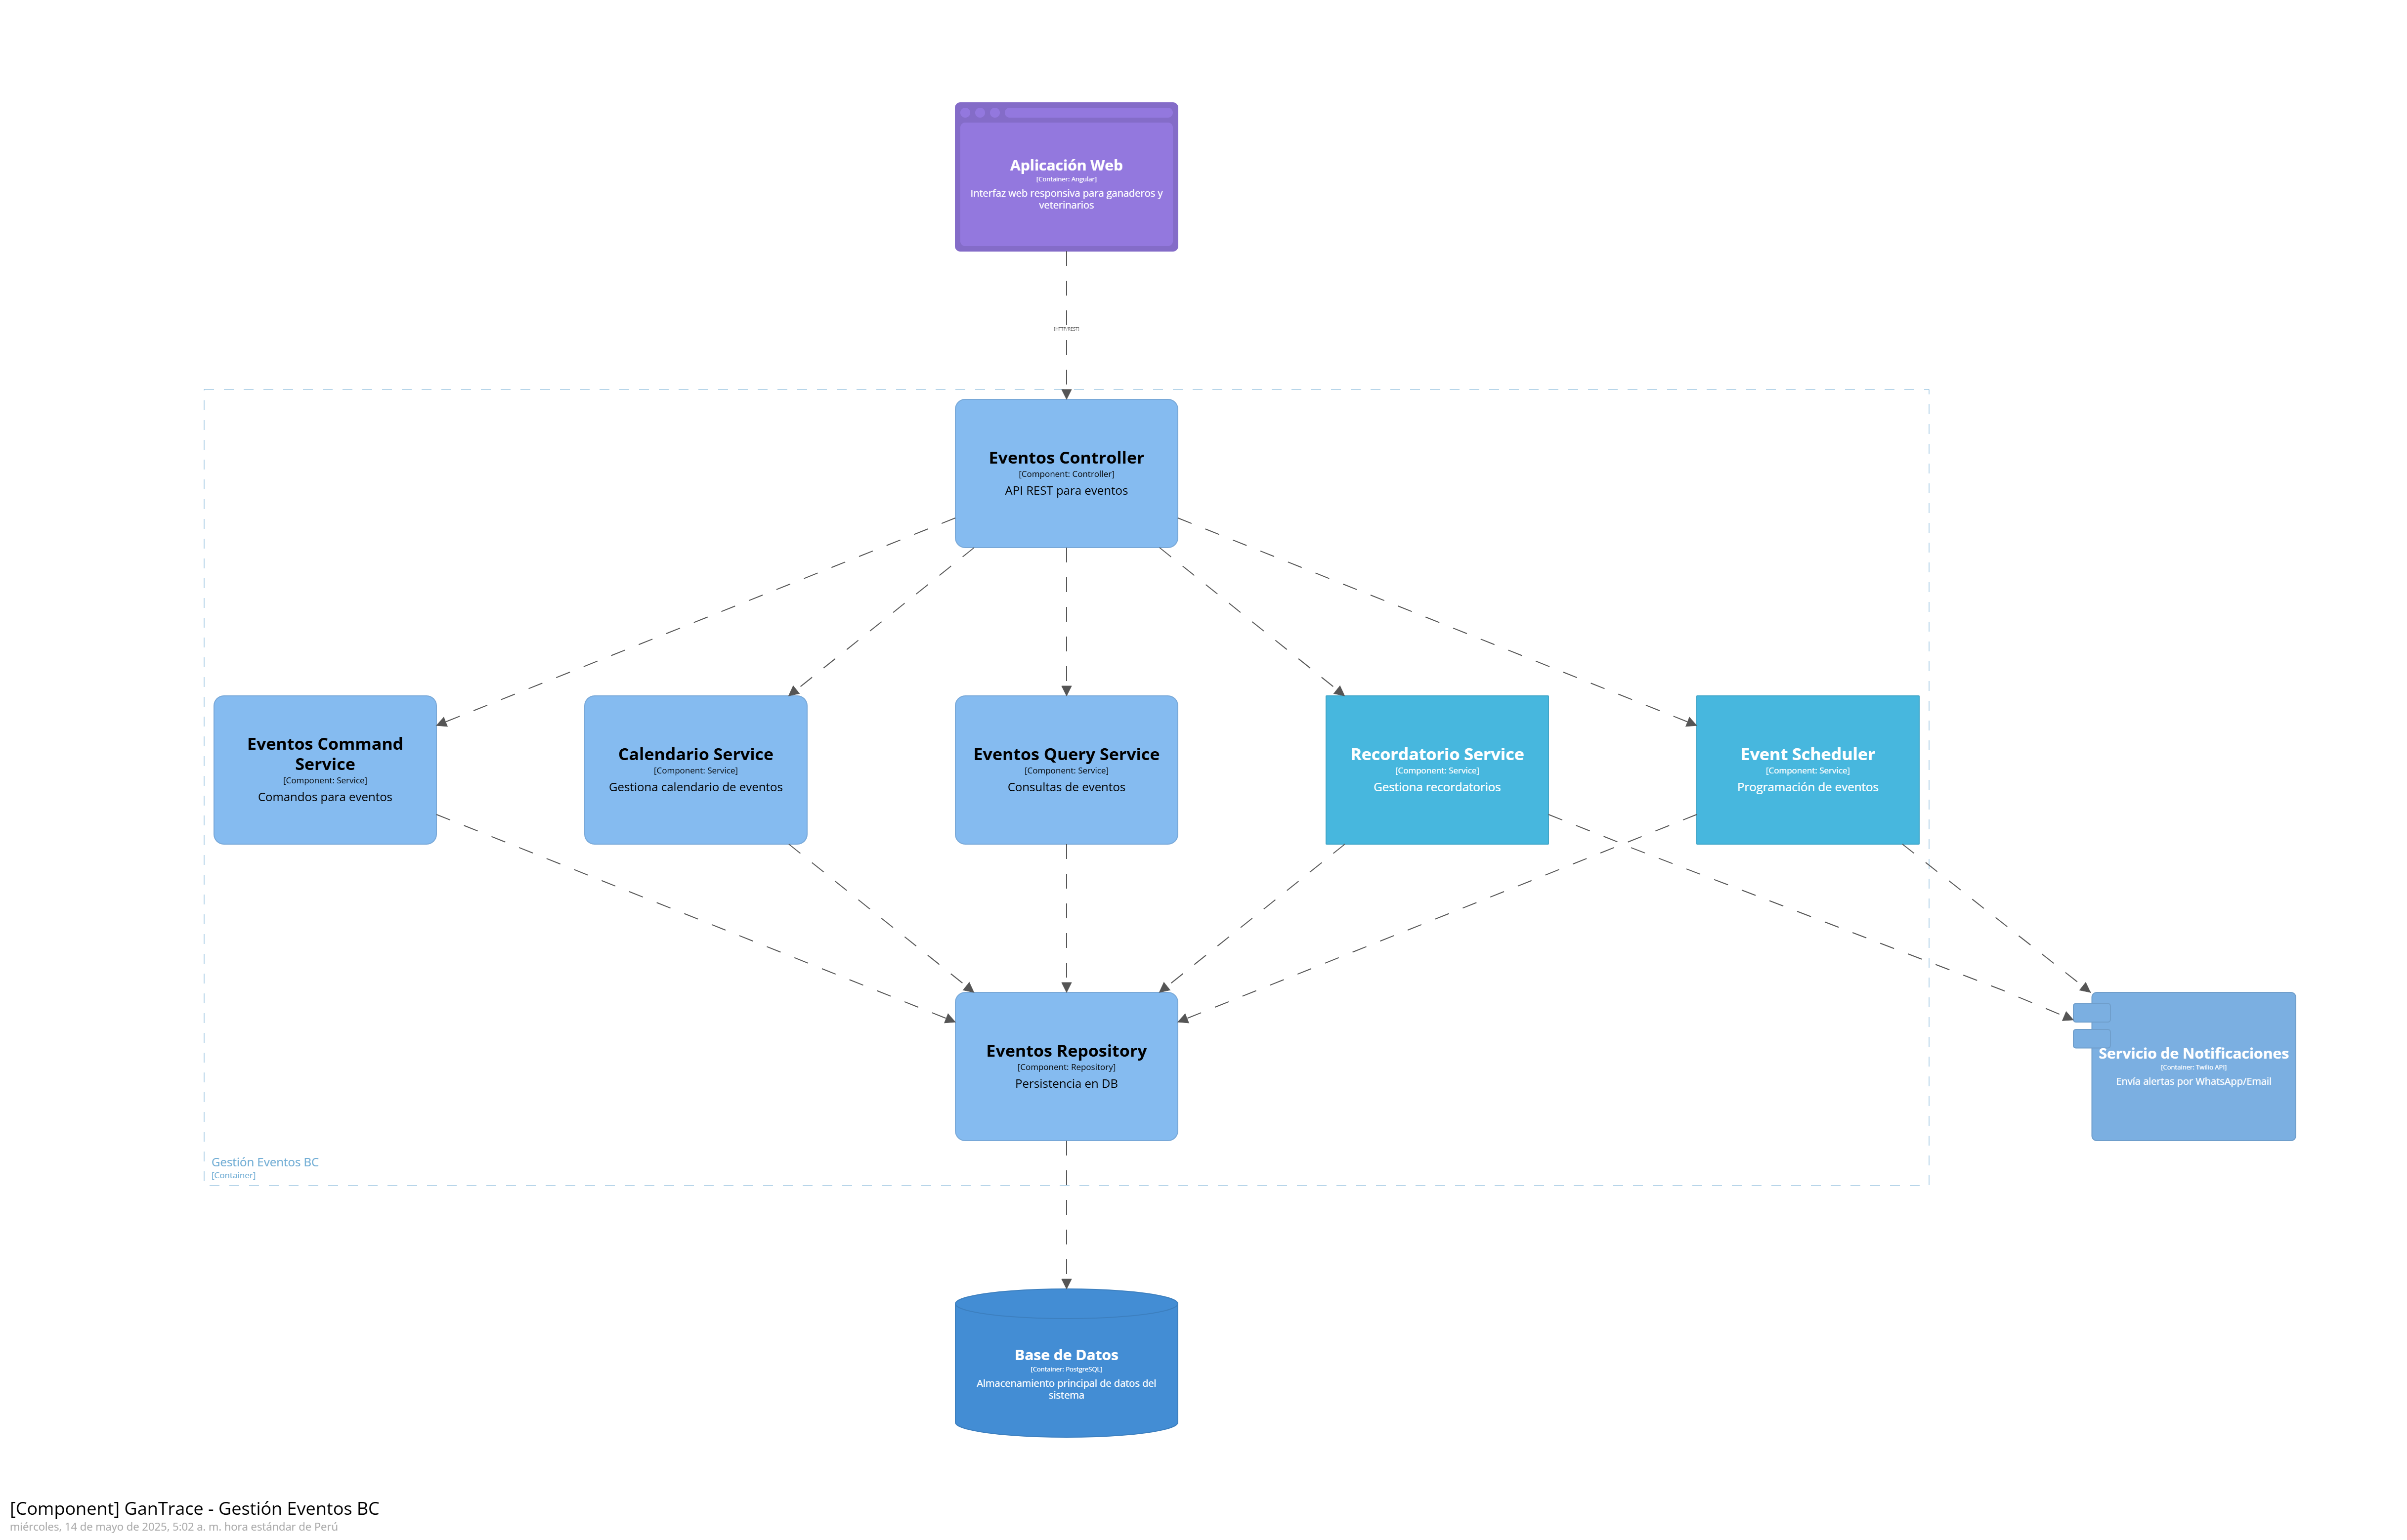 Aplicación Web
[Container: Angular]
Interfaz web responsiva para ganaderos y
veterinarios
[HTTP/REST]
Eventos Controller
[Component: Controller]
API REST para eventos
Eventos Command
Service
[Component: Service]
Comandos para eventos
Calendario Service
[Component: Service]
Gestiona calendario de eventos
Eventos Query Service
[Component: Service]
Consultas de eventos
Recordatorio Service
[Component: Service]
Gestiona recordatorios
Event Scheduler
[Component: Service]
Programación de eventos
Eventos Repository
[Component: Repository]
Persistencia en DB
Servicio de Notificaciones
[Container: Twilio API]
Envía alertas por WhatsApp/Email
Gestión Eventos BC
[Container]
Base de Datos
[Container: PostgreSQL]
Almacenamiento principal de datos del
sistema
[Component] GanTrace - Gestión Eventos BC
miércoles, 14 de mayo de 2025, 5:02 a. m. hora estándar de Perú